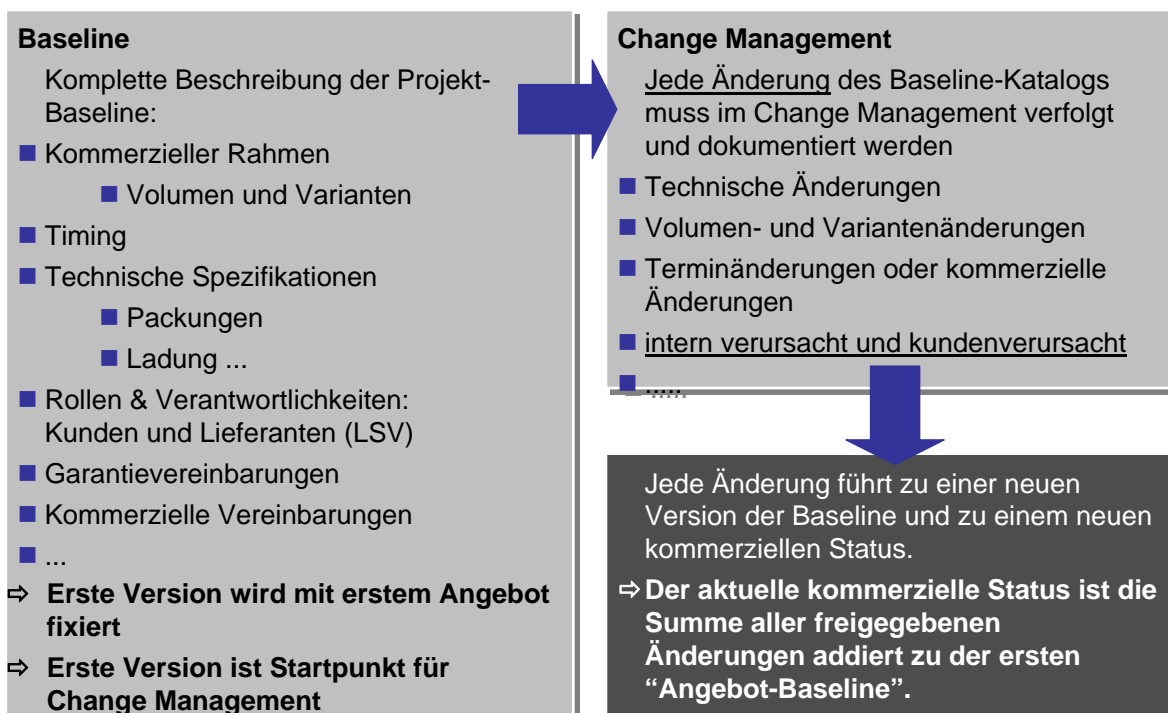 Baseline
Komplette Beschreibung der Projekt-
Baseline:
Kommerzieller Rahmen
Volumen und Varianten
Timing
Technische Spezifikationen
Packungen
Ladung ...
Rollen & Verantwortlichkeiten:
Kunden und Lieferanten (LSV)
Garantievereinbarungen
Kommerzielle Vereinbarungen
...
⇨ Erste Version wird mit erstem Angebot
fixiert
⇨ Erste Version ist Startpunkt für
Change Management
Change Management
Jede Änderung des Baseline-Katalogs
muss im Change Management verfolgt
und dokumentiert werden
Technische Änderungen
Volumen- und Variantenänderungen
Terminänderungen oder kommerzielle
Änderungen
intern verursacht und kundenverursacht
.....
Jede Änderung führt zu einer neuen
Version der Baseline und zu einem neuen
kommerziellen Status.
⇨ Der aktuelle kommerzielle Status ist die
Summe aller freigegebenen
Änderungen addiert zu der ersten
“Angebot-Baseline”.